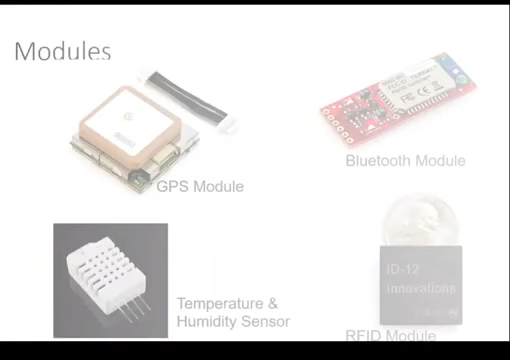 Modules
GPS Module
Bluetooth Module
Temperature &
Humidity Sensor
ID-12
innovations
RFID Module